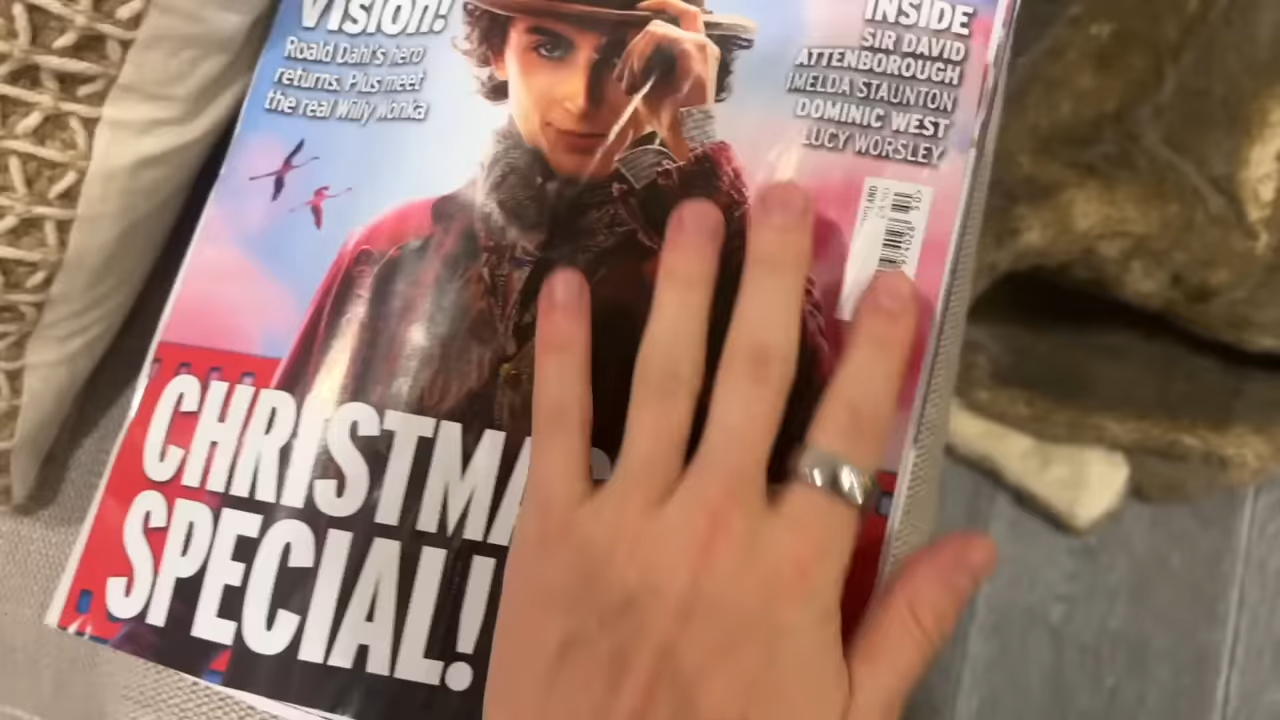 Vision!
Roald Dahl's hero
returns. Plus meet
the real Willy Wonka
INSIDE
SIR DAVID
ATTENBOROUGH
IMELDA STAUNTON
DOMINIC WEST
LUCY WORSLEY
50>
CHRISTMA
SPECIAL!